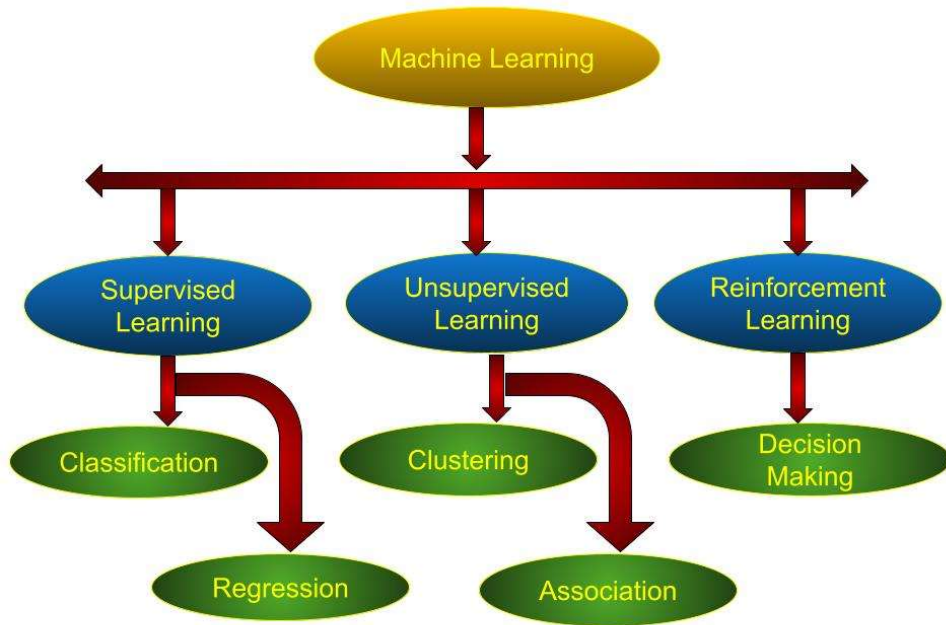 Machine Learning
Supervised
Learning
Unsupervised
Learning
Reinforcement
Learning
Classification
Clustering
Decision
Making
Regression
Association